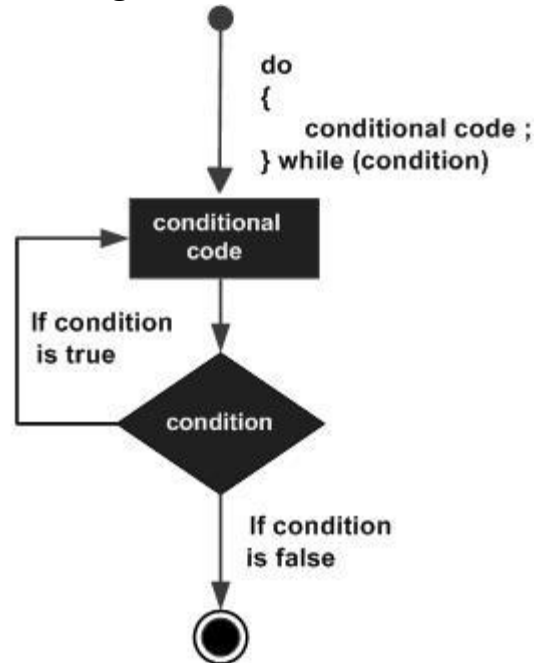 do
{
conditional code ;
} while (condition)
conditional
code
If condition
is true
condition
If condition
is false